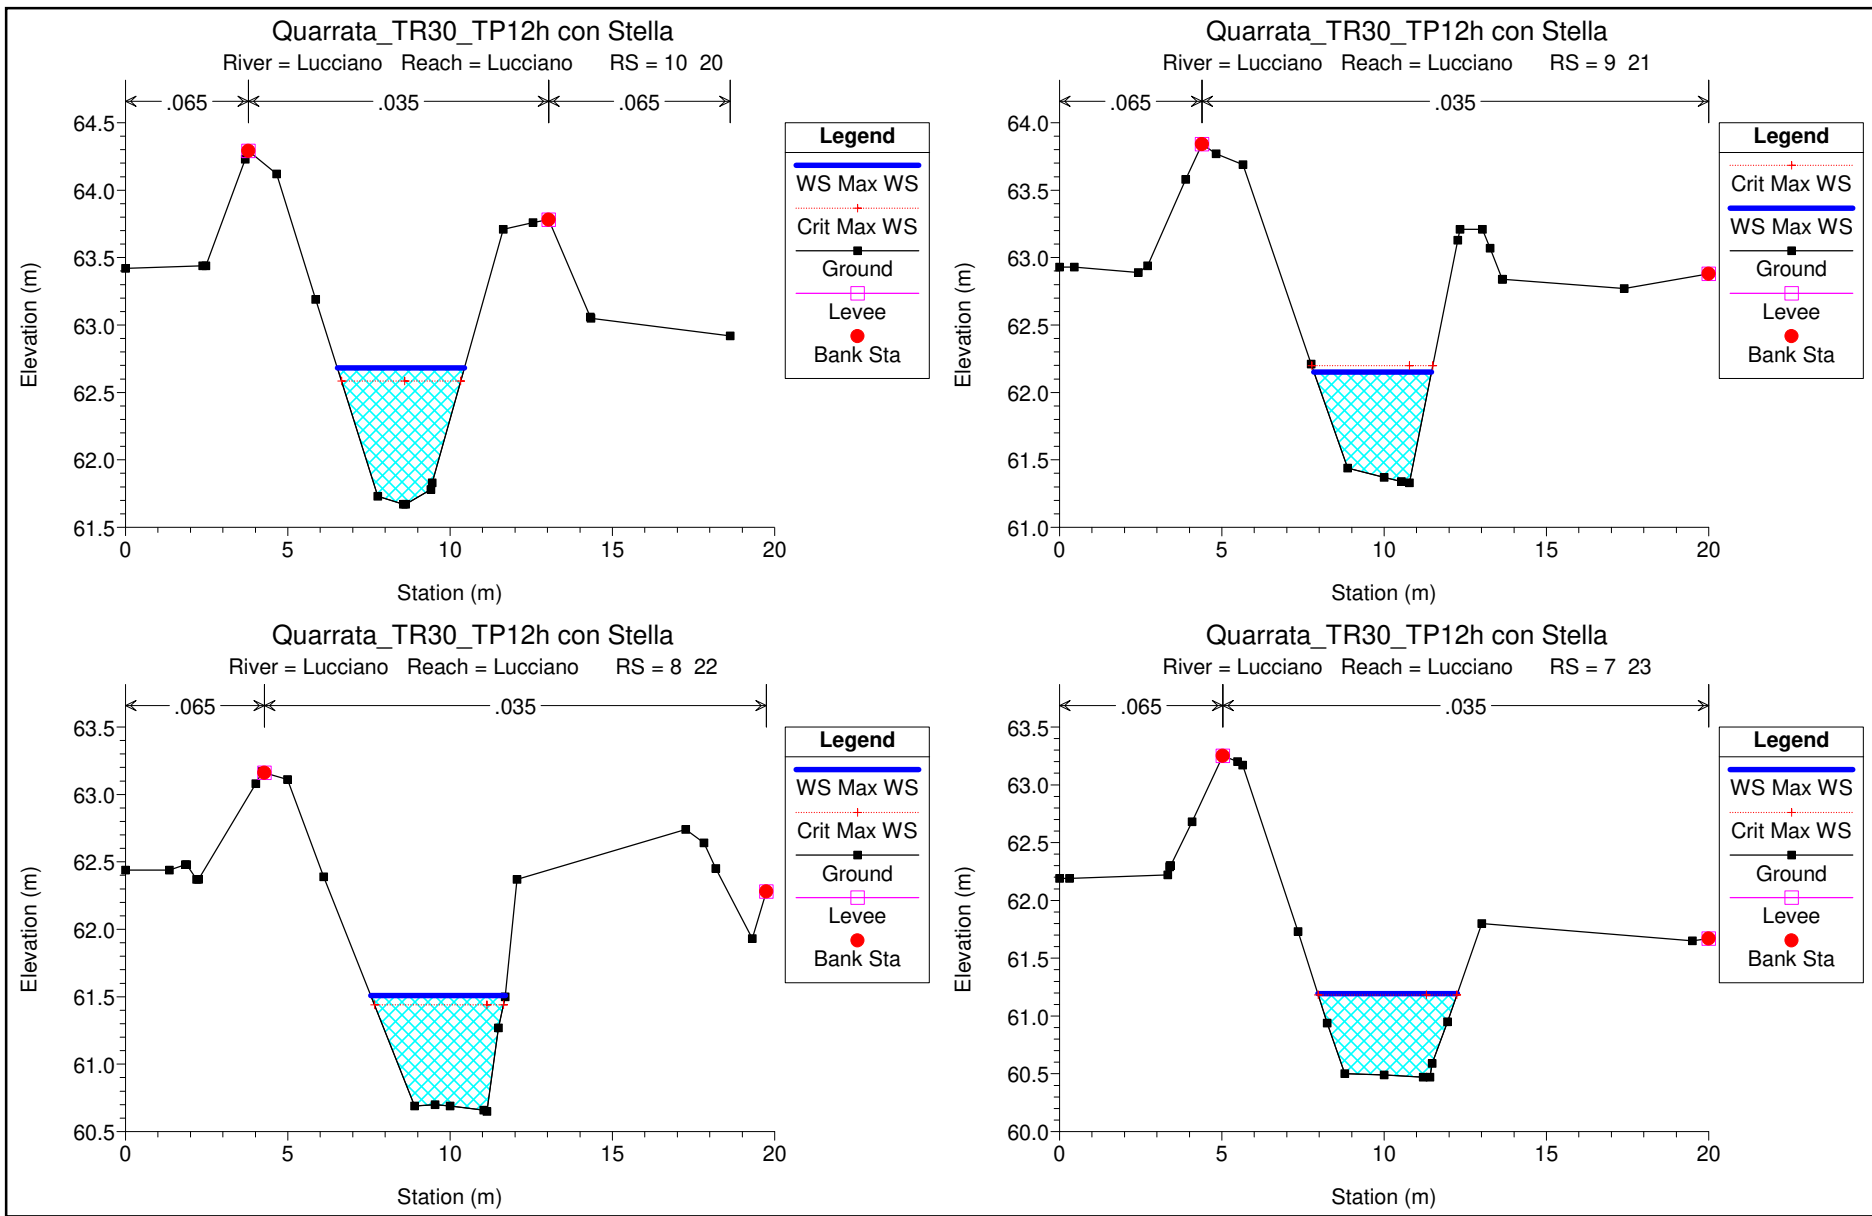 Quarrata_TR30_TP12h con Stella
River = Lucciano Reach = Lucciano RS = 10 20
.065 .035 .065
64.5
64.0
63.5
63.0
62.5
62.0
61.5
Elevation (m)
0 5 10 15 20
Station (m)
Legend
WS Max WS
Crit Max WS
Ground
Levee
Bank Sta
Quarrata_TR30_TP12h con Stella
River = Lucciano Reach = Lucciano RS = 9 21
.065 .035
64.0
63.5
63.0
62.5
62.0
61.5
61.0
Elevation (m)
0 5 10 15 20
Station (m)
Legend
Crit Max WS
WS Max WS
Ground
Levee
Bank Sta
Quarrata_TR30_TP12h con Stella
River = Lucciano Reach = Lucciano RS = 8 22
.065 .035
63.5
63.0
62.5
62.0
61.5
61.0
60.5
Elevation (m)
0 5 10 15 20
Station (m)
Legend
WS Max WS
Crit Max WS
Ground
Levee
Bank Sta
Quarrata_TR30_TP12h con Stella
River = Lucciano Reach = Lucciano RS = 7 23
.065 .035
63.5
63.0
62.5
62.0
61.5
61.0
60.5
60.0
Elevation (m)
0 5 10 15 20
Station (m)
Legend
WS Max WS
Crit Max WS
Ground
Levee
Bank Sta